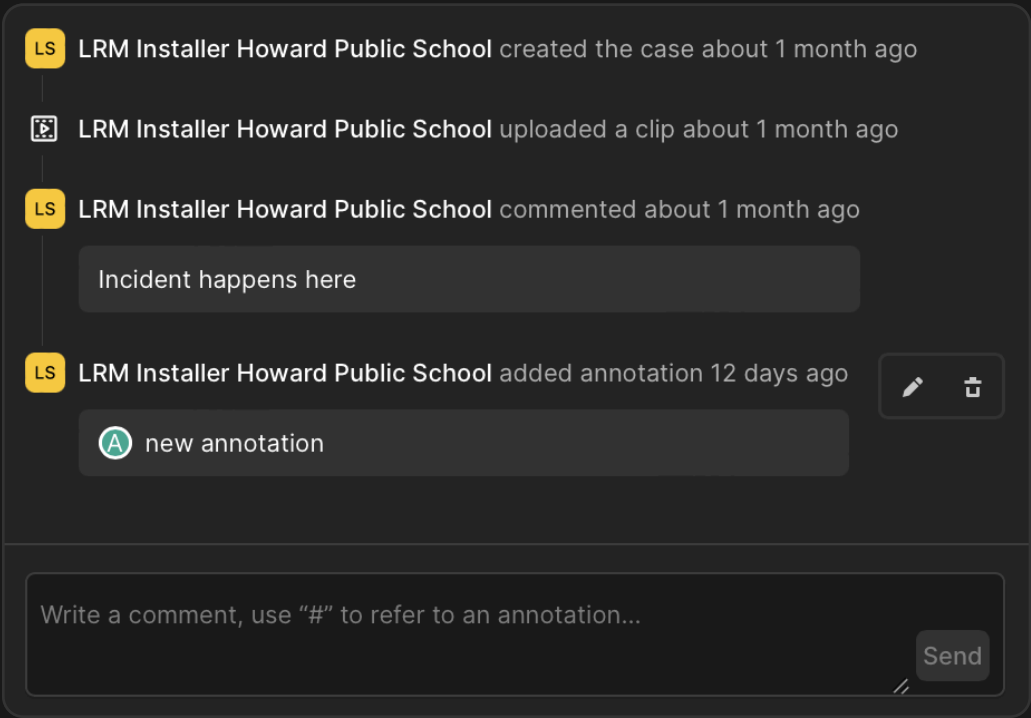 LS LRM Installer Howard Public School created the case about 1 month ago
LRM Installer Howard Public School uploaded a clip about 1 month ago
LS LRM Installer Howard Public School commented about 1 month ago
Incident happens here
LS LRM Installer Howard Public School added annotation 12 days ago
A new annotation
Write a comment, use “#” to refer to an annotation...
Send